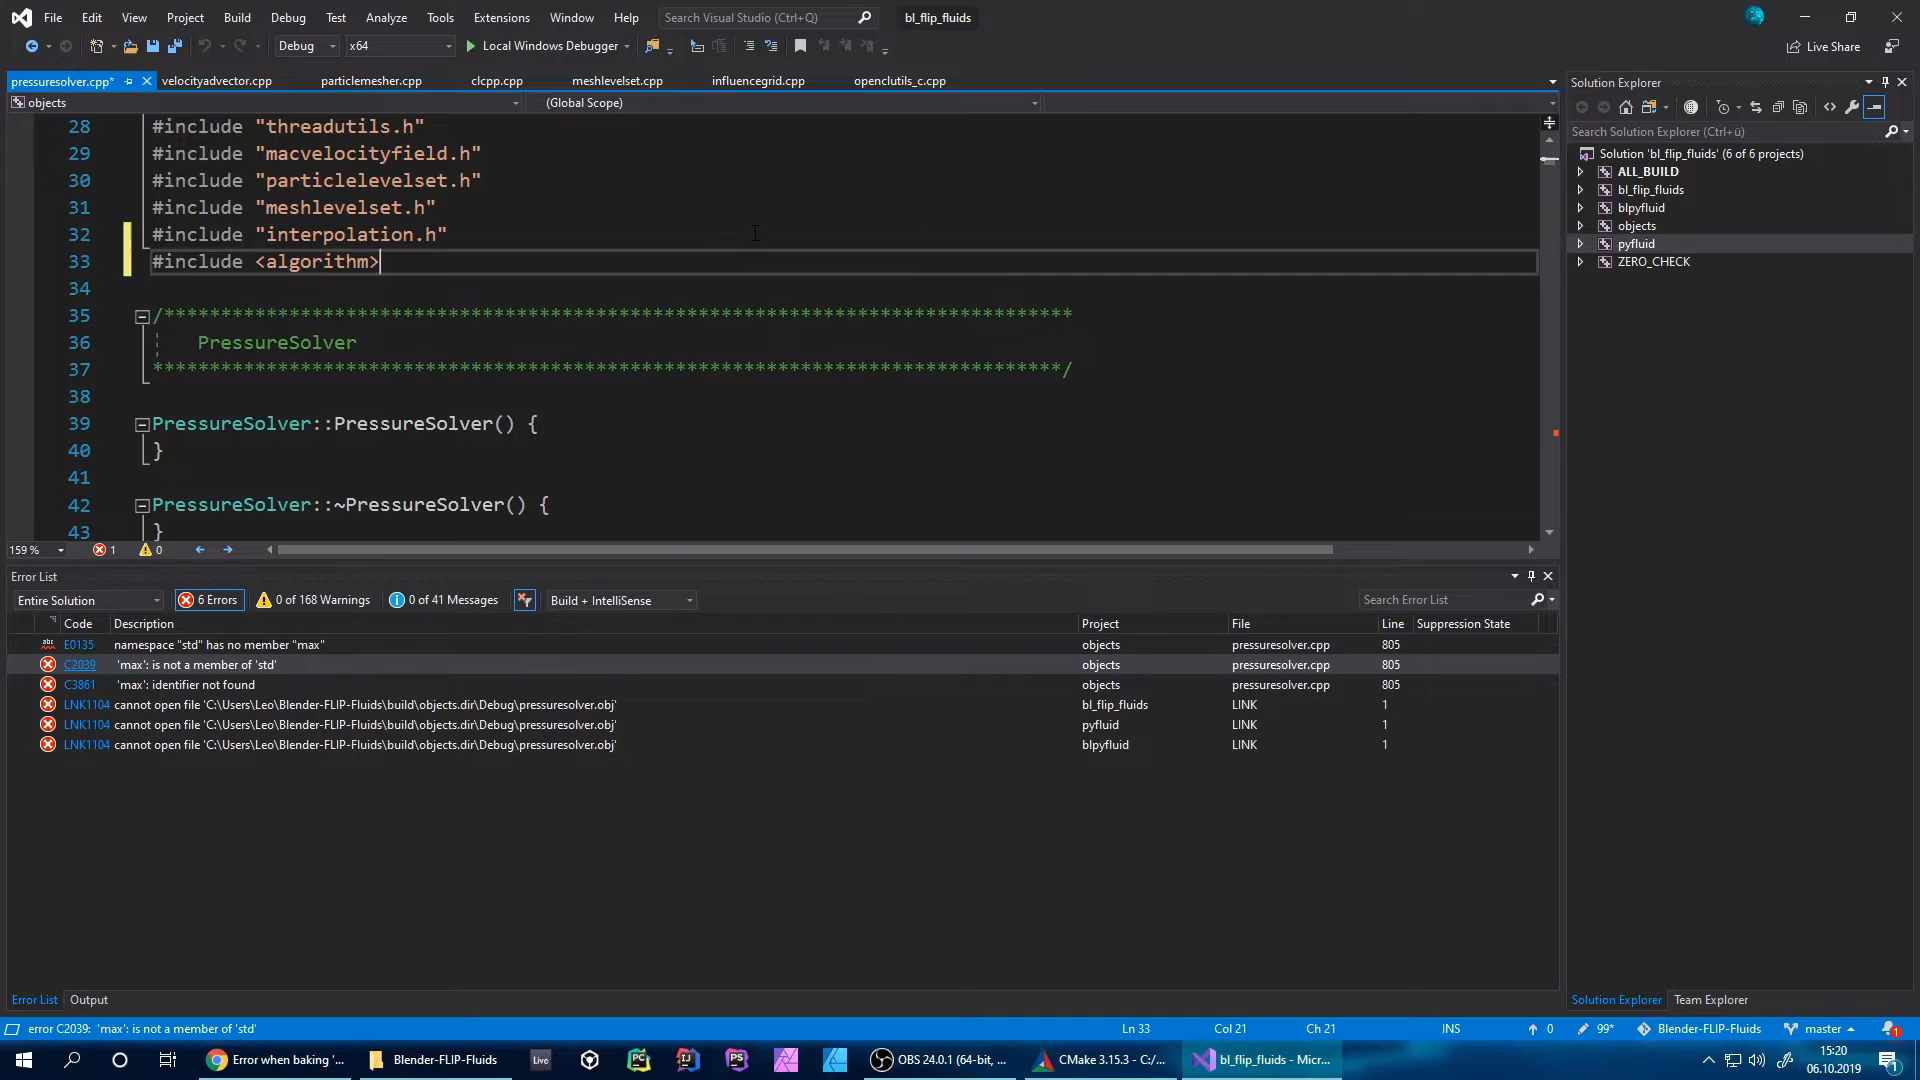 File Edit View Project Build Debug Test Analyze Tools Extensions Window Help Search Visual Studio (Ctrl+Q) bl_flip_fluids
Debug x64 Local Windows Debugger Live Share
pressuresolver.cpp* velocityadvector.cpp particlemesher.cpp clcpp.cpp meshlevelset.cpp influencegrid.cpp openclutils_c.cpp
objects (Global Scope)
28 #include "threadutils.h"
29 #include "macvelocityfield.h"
30 #include "particlelevelset.h"
31 #include "meshlevelset.h"
32 #include "interpolation.h"
33 #include <algorithm>
34
35 /********************************************************************************
36 PressureSolver
37 ********************************************************************************/
38
39 PressureSolver::PressureSolver() {
40 }
41
42 PressureSolver::~PressureSolver() {
43 }
159 % 1 0
Solution Explorer
Search Solution Explorer (Ctrl+ü)
Solution 'bl_flip_fluids' (6 of 6 projects)
ALL_BUILD
bl_flip_fluids
blpyfluid
objects
pyfluid
ZERO_CHECK
Error List
Entire Solution 6 Errors 0 of 168 Warnings 0 of 41 Messages Build + IntelliSense Search Error List
Code Description Project File Line Suppression State
abc E0135 namespace "std" has no member "max" objects pressuresolver.cpp 805
C2039 'max': is not a member of 'std' objects pressuresolver.cpp 805
C3861 'max': identifier not found objects pressuresolver.cpp 805
LNK1104 cannot open file 'C:\Users\Leo\Blender-FLIP-Fluids\build\objects.dir\Debug\pressuresolver.obj' bl_flip_fluids LINK 1
LNK1104 cannot open file 'C:\Users\Leo\Blender-FLIP-Fluids\build\objects.dir\Debug\pressuresolver.obj' pyfluid LINK 1
LNK1104 cannot open file 'C:\Users\Leo\Blender-FLIP-Fluids\build\objects.dir\Debug\pressuresolver.obj' blpyfluid LINK 1
Error List Output Solution Explorer Team Explorer
error C2039: 'max': is not a member of 'std' Ln 33 Col 21 Ch 21 INS 0 99* Blender-FLIP-Fluids master 1
Error when baking '... Blender-FLIP-Fluids Live PC IJ PS OBS 24.0.1 (64-bit, ... CMake 3.15.3 - C:/... bl_flip_fluids - Micr... 15:20
06.10.2019 1